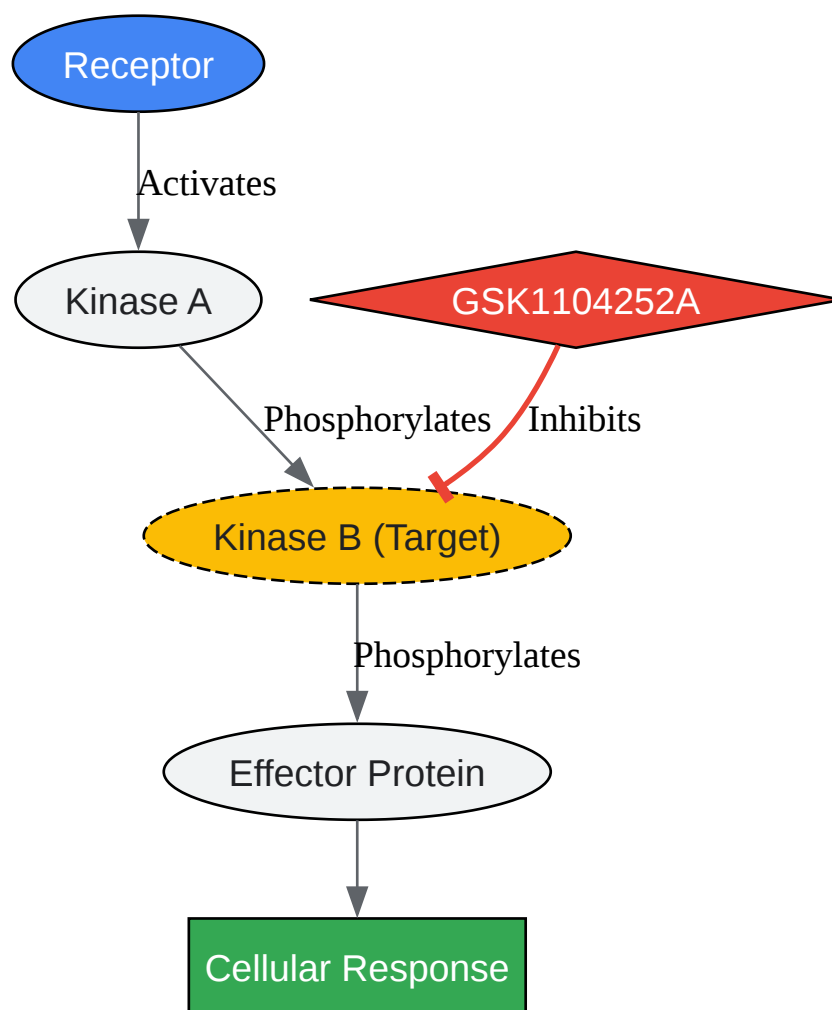 Receptor
Activates
Kinase A
GSK1104252A
Phosphorylates
Inhibits
Kinase B (Target)
Phosphorylates
Effector Protein
Cellular Response